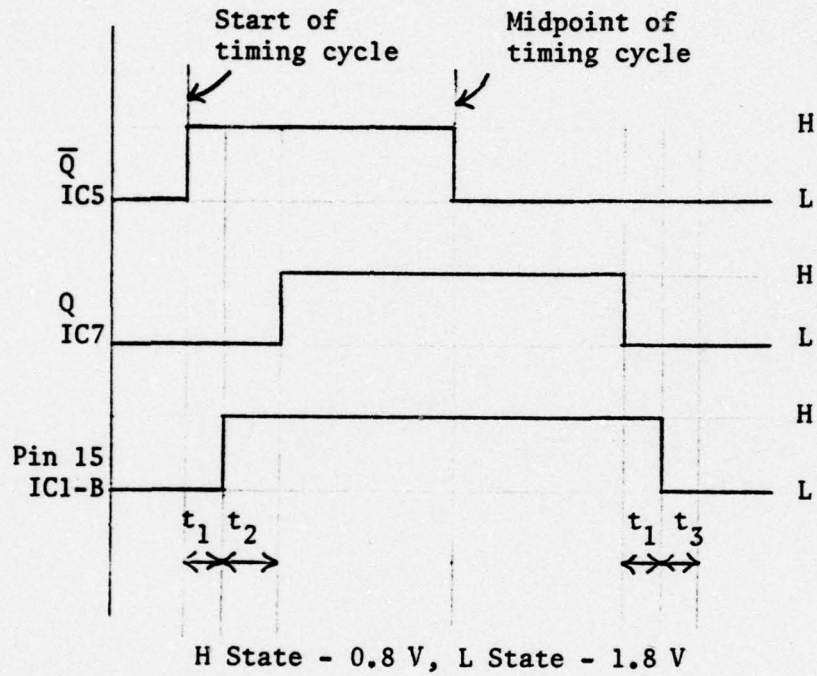 Start of
timing cycle
Midpoint of
timing cycle
Q̅
IC5
H
L
Q
IC7
H
L
Pin 15
IC1-B
H
L
t₁ t₂ t₁ t₃
H State - 0.8 V, L State - 1.8 V